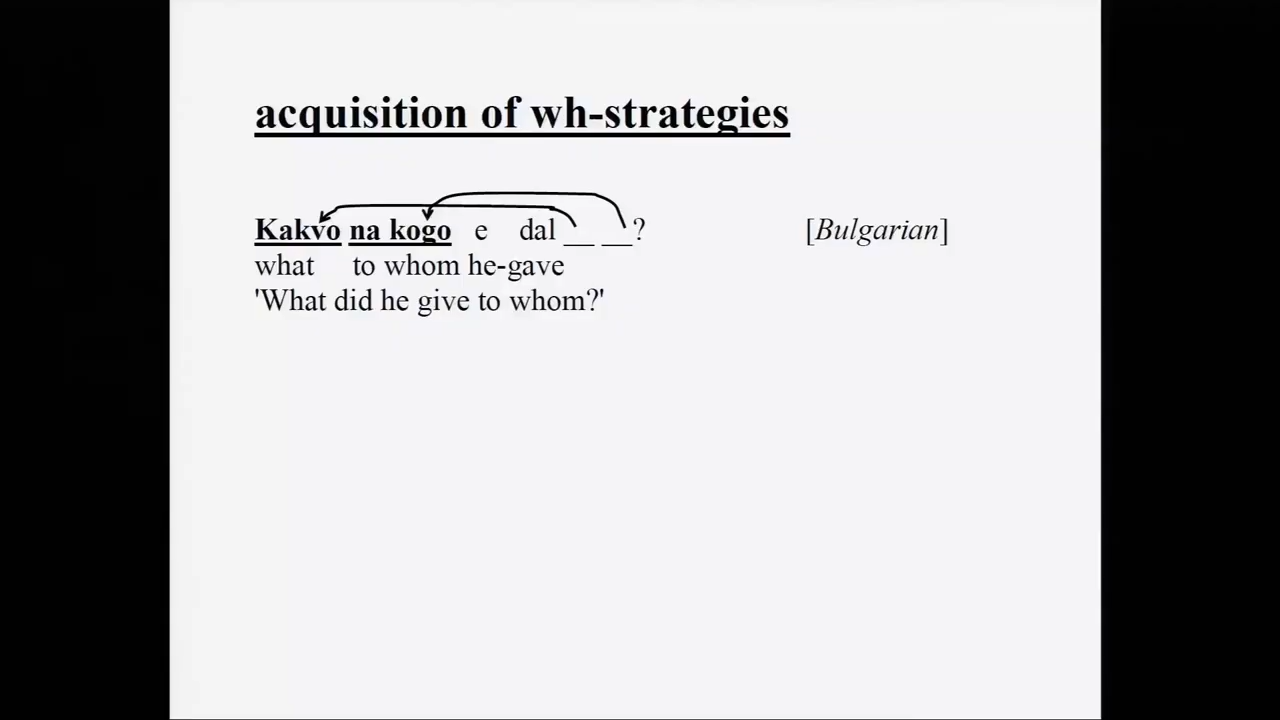 acquisition of wh-strategies
Kakvo na kogo e dal __ __? [Bulgarian]
what to whom he-gave
'What did he give to whom?'